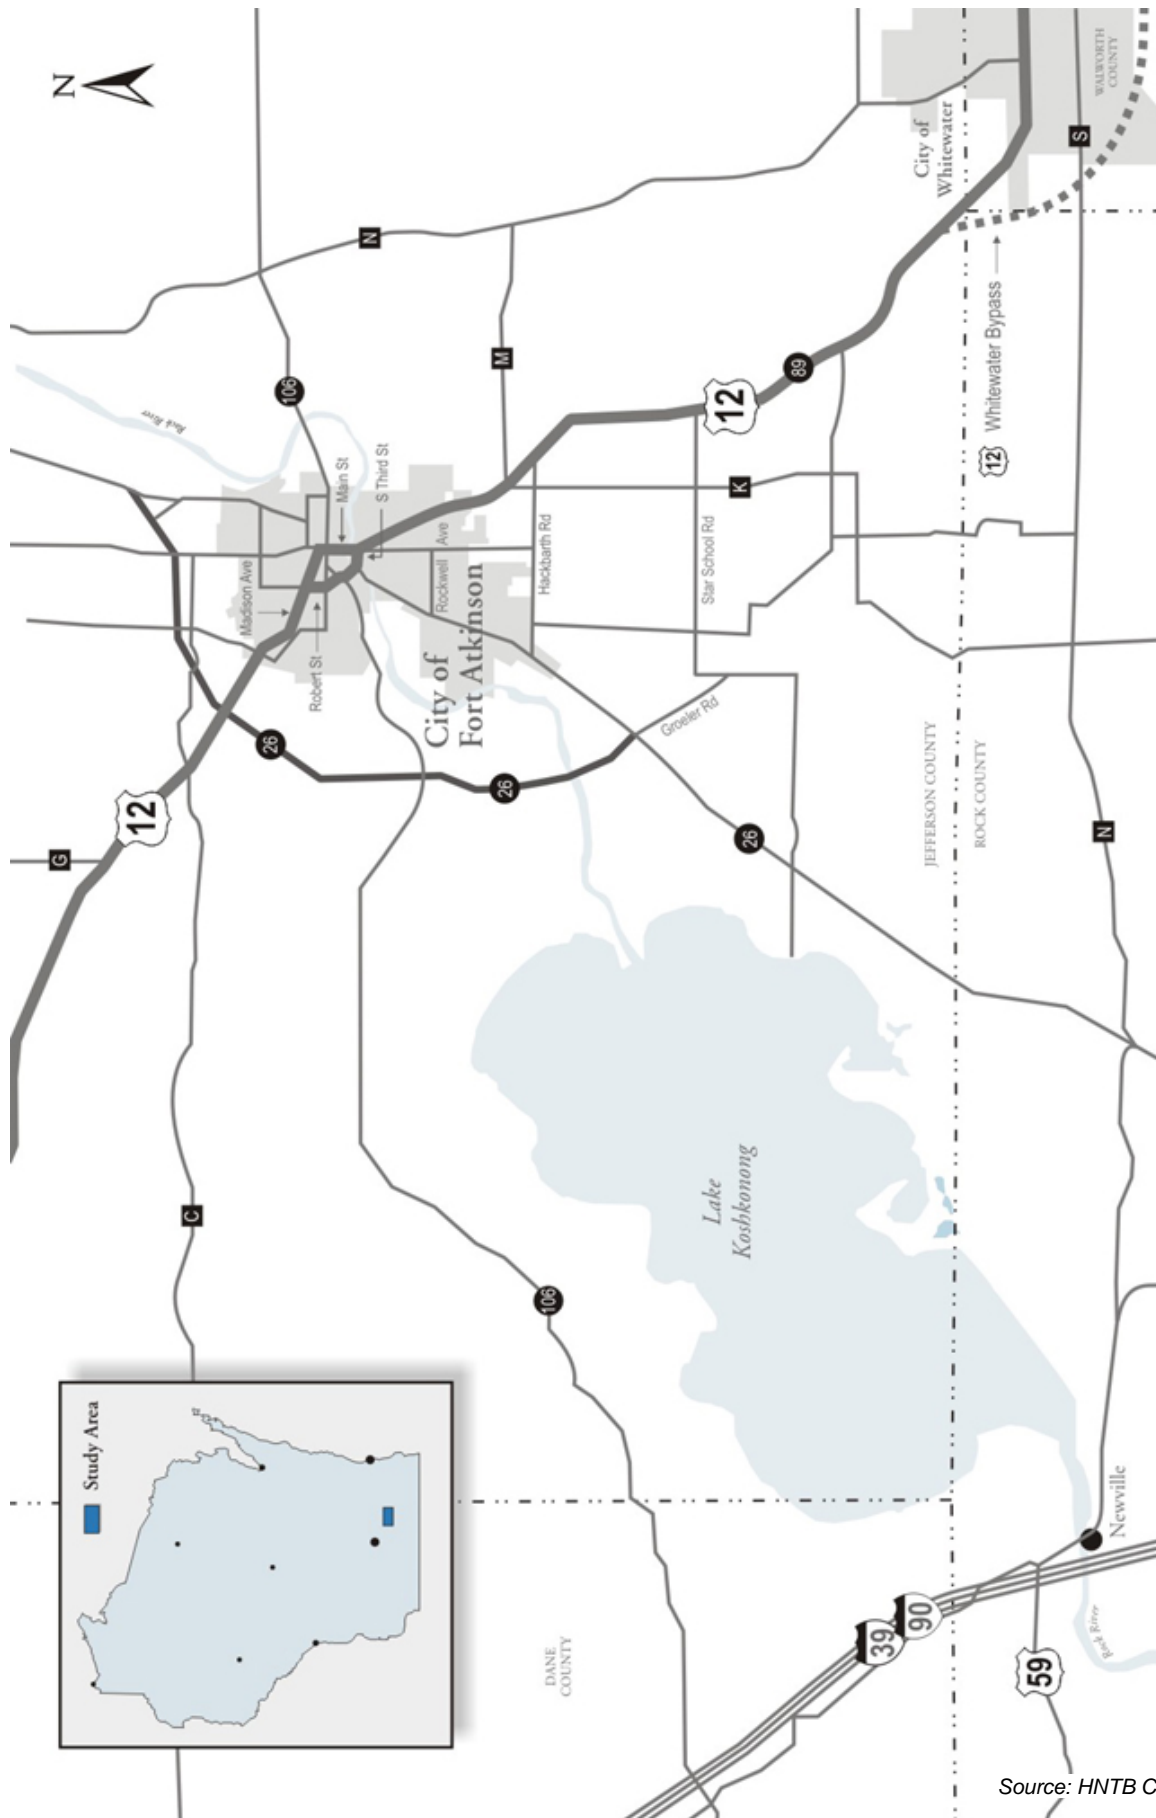 N
Study Area
G
12
Rock River
C
Madison Ave
26
106
Robert St
Main St
N
S Third St
City of
Fort Atkinson
Rockwell Ave
M
26
106
Hackbarth Rd
DANE
COUNTY
Groeler Rd
Star School Rd
Lake
Koshkonong
26
K
12
89
39
90
JEFFERSON COUNTY
City of
Whitewater
ROCK COUNTY
12 Whitewater Bypass
59
Rock River
Newville
N
S
WALWORTH
COUNTY
Source: HNTB C